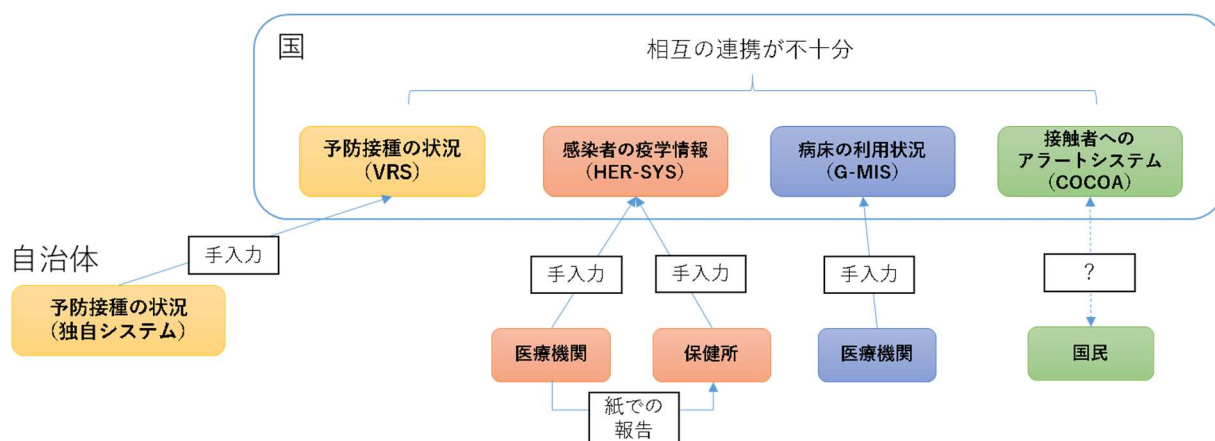 国
相互の連携が不十分
予防接種の状況
（VRS）
感染者の疫学情報
（HER-SYS）
病床の利用状況
（G-MIS）
接触者への
アラートシステム
（COCOA）
自治体
手入力
予防接種の状況
（独自システム）
手入力
手入力
手入力
？
医療機関
保健所
医療機関
国民
紙での
報告